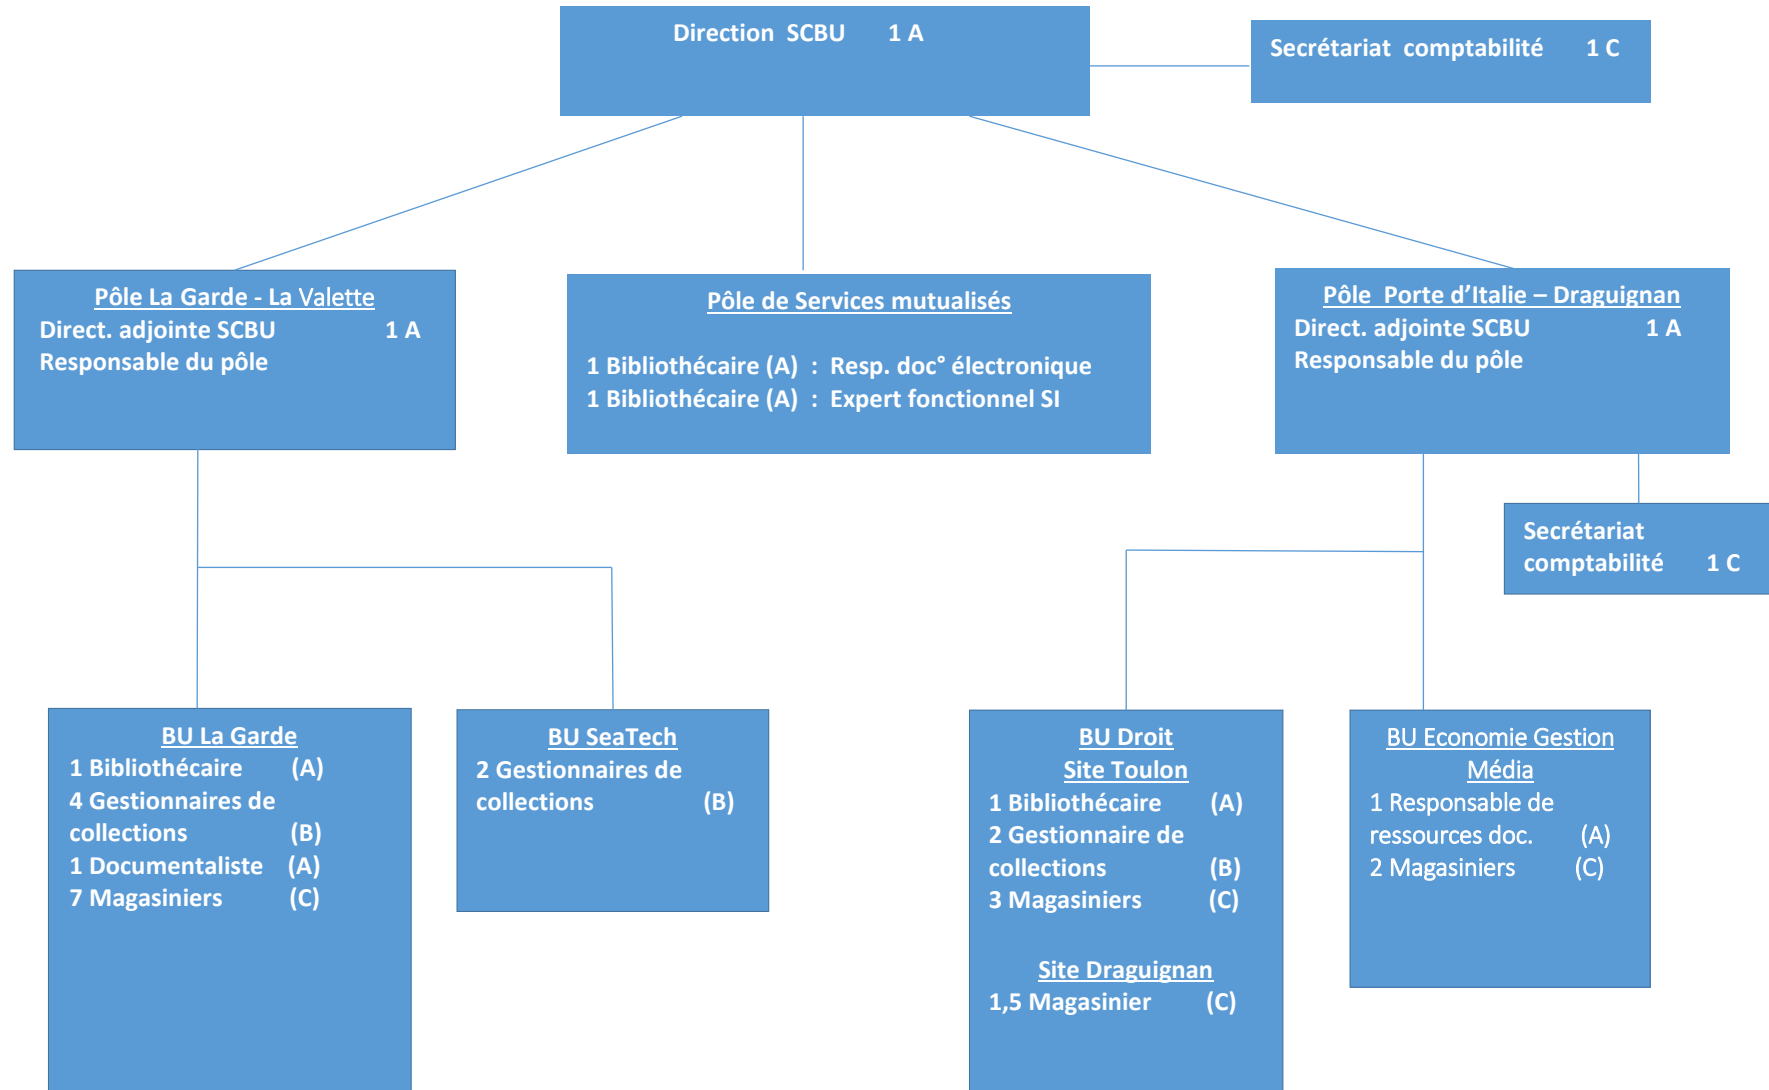 Direction SCBU 1 A
Secrétariat comptabilité 1 C
Pôle La Garde - La Valette
Direct. adjointe SCBU 1 A
Responsable du pôle
Pôle de Services mutualisés
1 Bibliothécaire (A) : Resp. doc° électronique
1 Bibliothécaire (A) : Expert fonctionnel SI
Pôle Porte d’Italie – Draguignan
Direct. adjointe SCBU 1 A
Responsable du pôle
Secrétariat
comptabilité 1 C
BU La Garde
1 Bibliothécaire (A)
4 Gestionnaires de
collections (B)
1 Documentaliste (A)
7 Magasiniers (C)
BU SeaTech
2 Gestionnaires de
collections (B)
BU Droit
Site Toulon
1 Bibliothécaire (A)
2 Gestionnaire de
collections (B)
3 Magasiniers (C)
Site Draguignan
1,5 Magasinier (C)
BU Economie Gestion
Média
1 Responsable de
ressources doc. (A)
2 Magasiniers (C)